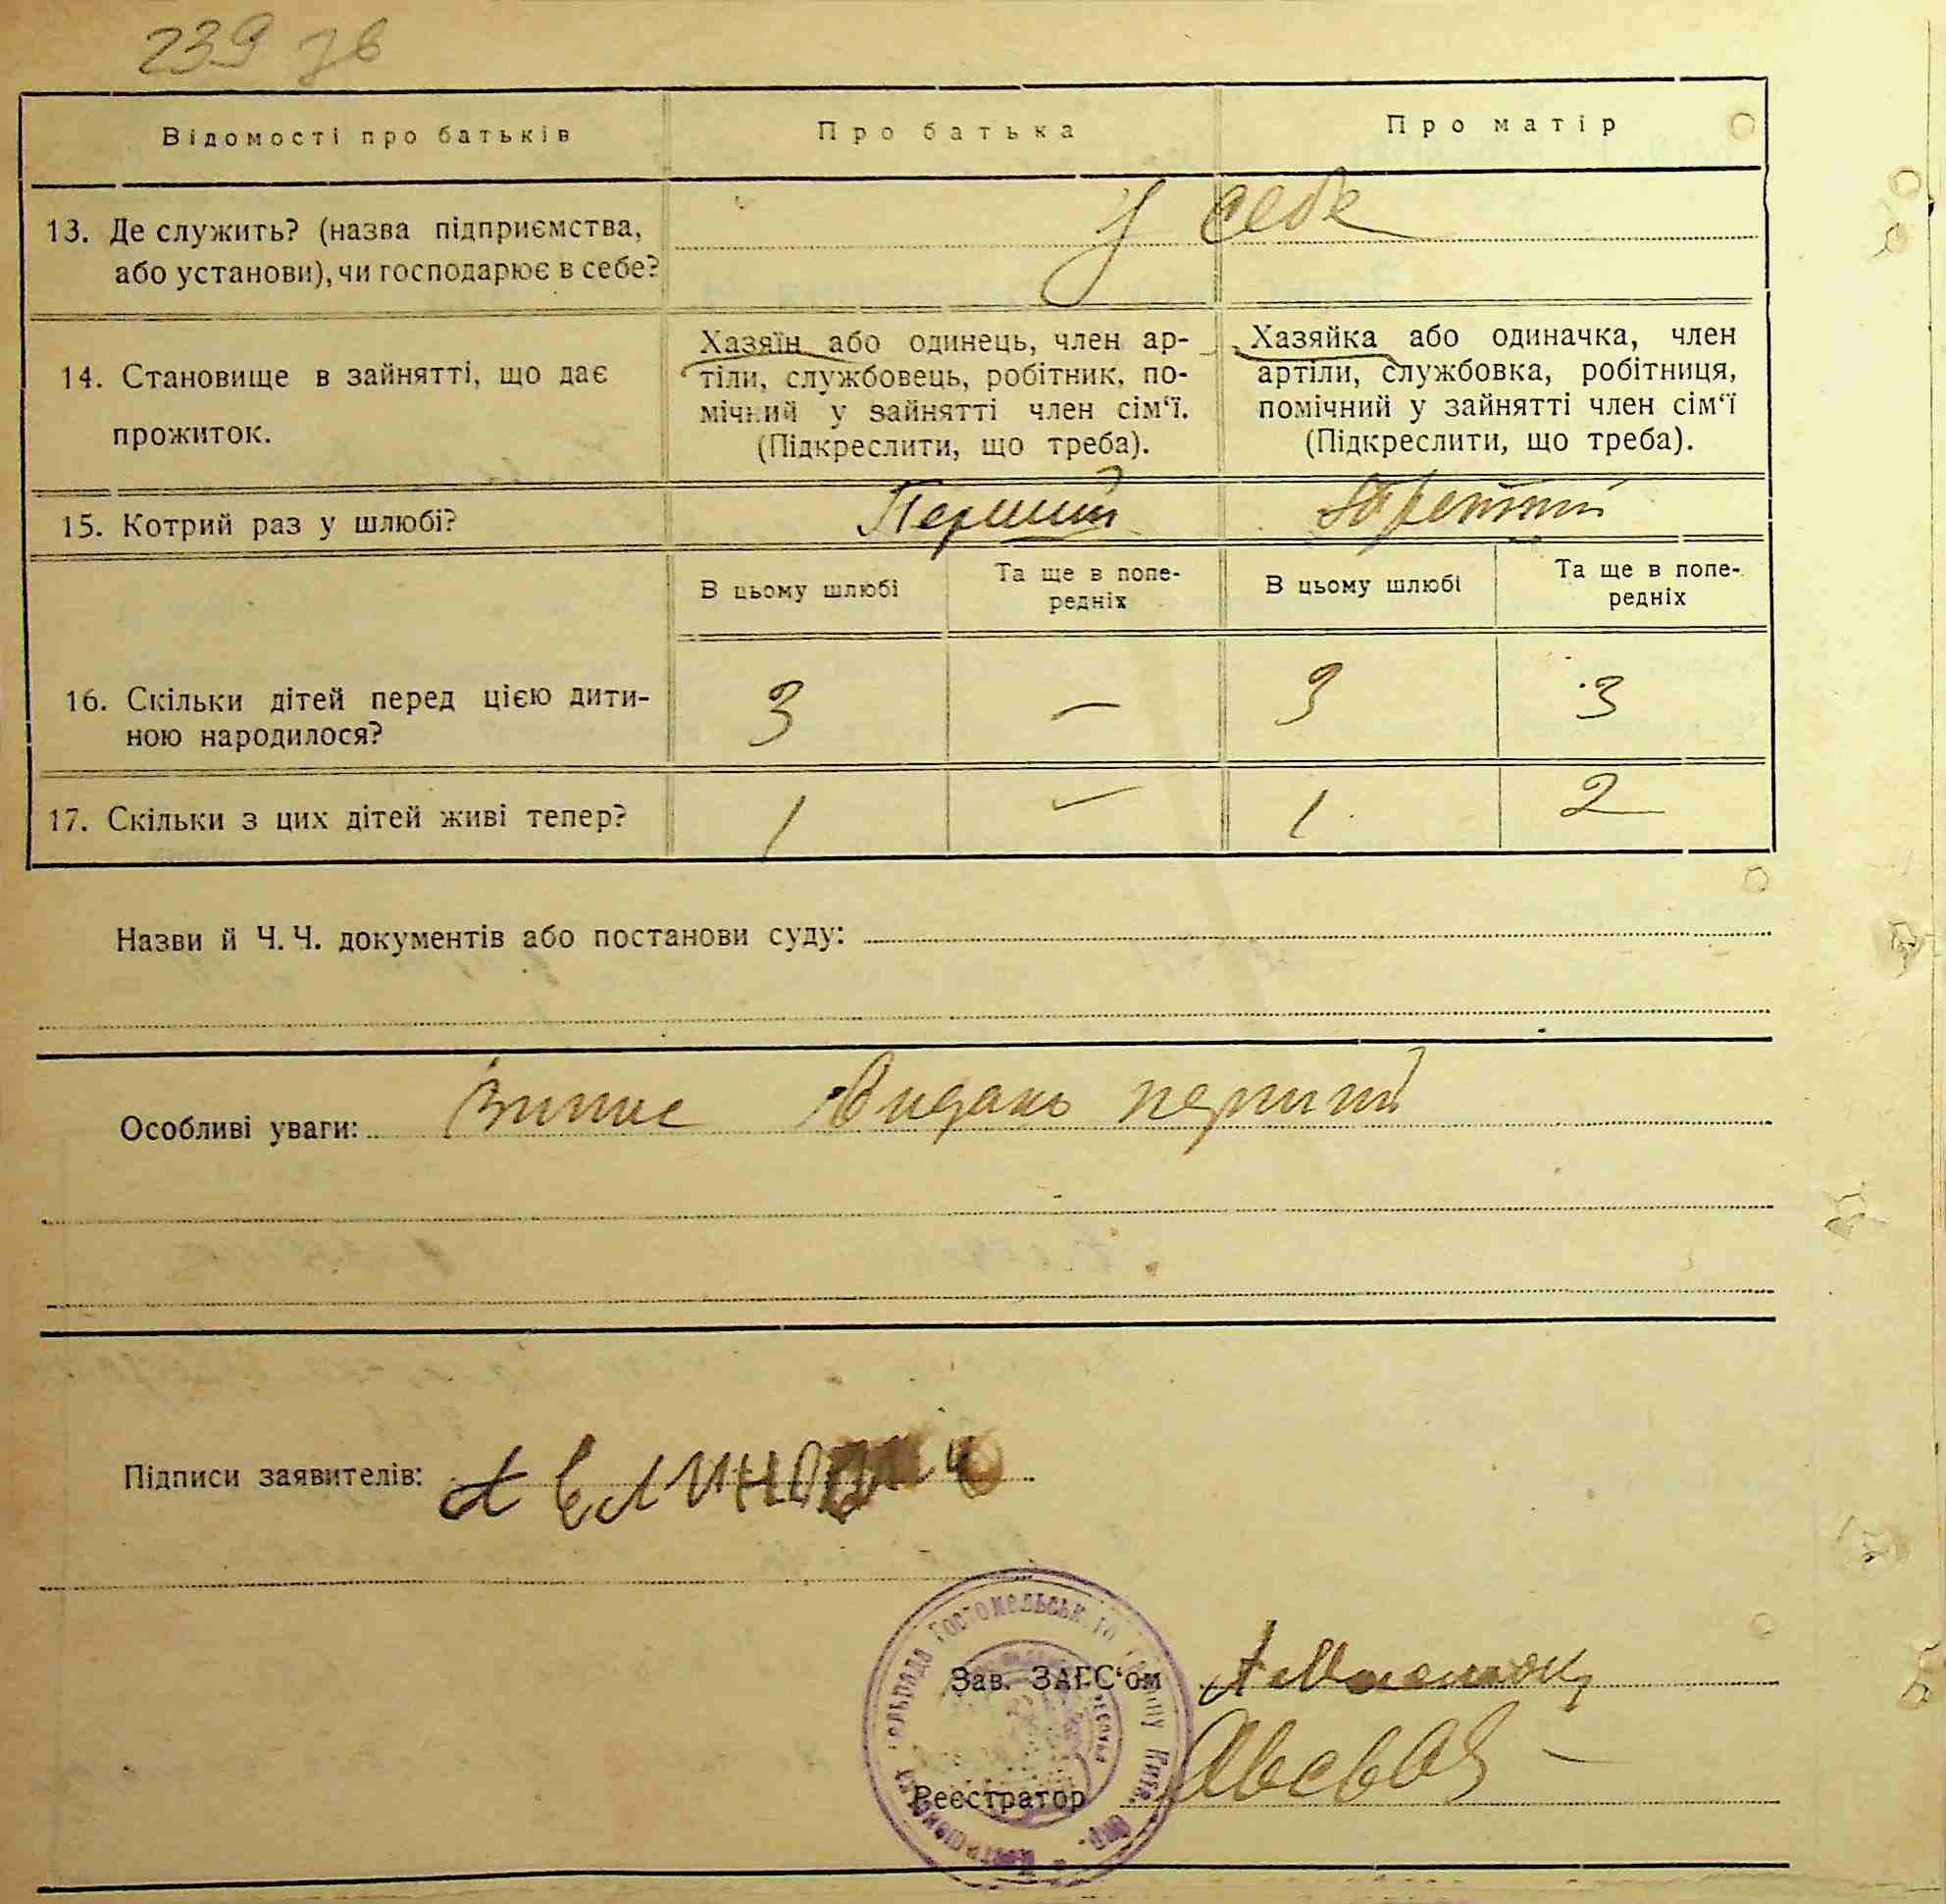 239 зв
Відомості про батьків
Про батька
Про матір
13. Де служить? (назва підприємства, або установи), чи господарює в себе?
У себе
14. Становище в зайнятті, що дає
прожиток.
Хазяїн або одинець, член ар-
тіли, службовець, робітник, по-
мічний у зайнятті член сім‘ї.
(Підкреслити, що треба).
Хазяйка або одиначка, член
артіли, службовка, робітниця,
помічний у зайнятті член сім‘ї
(Підкреслити, що треба).
15. Котрий раз у шлюбі?
Перший
Третій
В цьому шлюбі
Та ще в попе-
редніх
В цьому шлюбі
Та ще в попе-
редніх
16. Скільки дітей перед цією дити-
ною народилося?
3
—
3
3
17. Скільки з цих дітей живі тепер?
1
—
1.
2
Назви й Ч. Ч. документів або постанови суду:
Особливі уваги: Випис видано перший
Підписи заявителів:
Зав. ЗАГС‘ом
Реєстратор